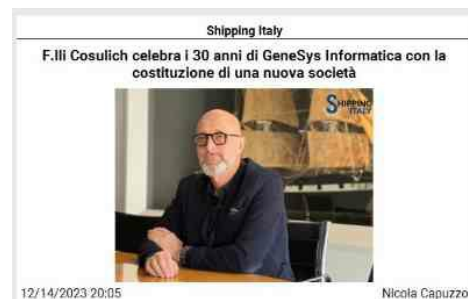 Shipping Italy
F.lli Cosulich celebra i 30 anni di GeneSys Informatica con la
costituzione di una nuova società
SHIPPING
ITALY
12/14/2023 20:05
Nicola Capuzzo